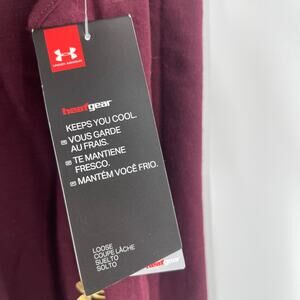 UNDER ARMOUR
heatgear
KEEPS YOU COOL.
VOUS GARDE
AU FRAIS.
TE MANTIENE
FRESCO.
MANTÉM VOCÊ FRIO.
LOOSE
COUPE LÂCHE
SUELTO
SOLTO
heatgear